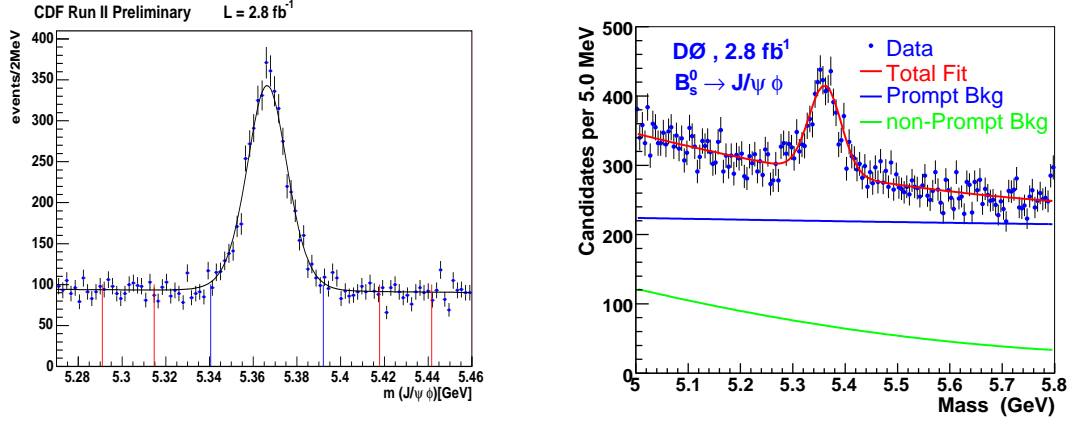 CDF Run II Preliminary L = 2.8 fb-1
events/2MeV
400
350
300
250
200
150
100
50
0
5.28 5.3 5.32 5.34 5.36 5.38 5.4 5.42 5.44 5.46
m (J/ψ φ)[GeV]
DØ , 2.8 fb-1
B0s → J/ψ φ
Data
Total Fit
Prompt Bkg
non-Prompt Bkg
Candidates per 5.0 MeV
500
400
300
200
100
0
5 5.1 5.2 5.3 5.4 5.5 5.6 5.7 5.8
Mass (GeV)